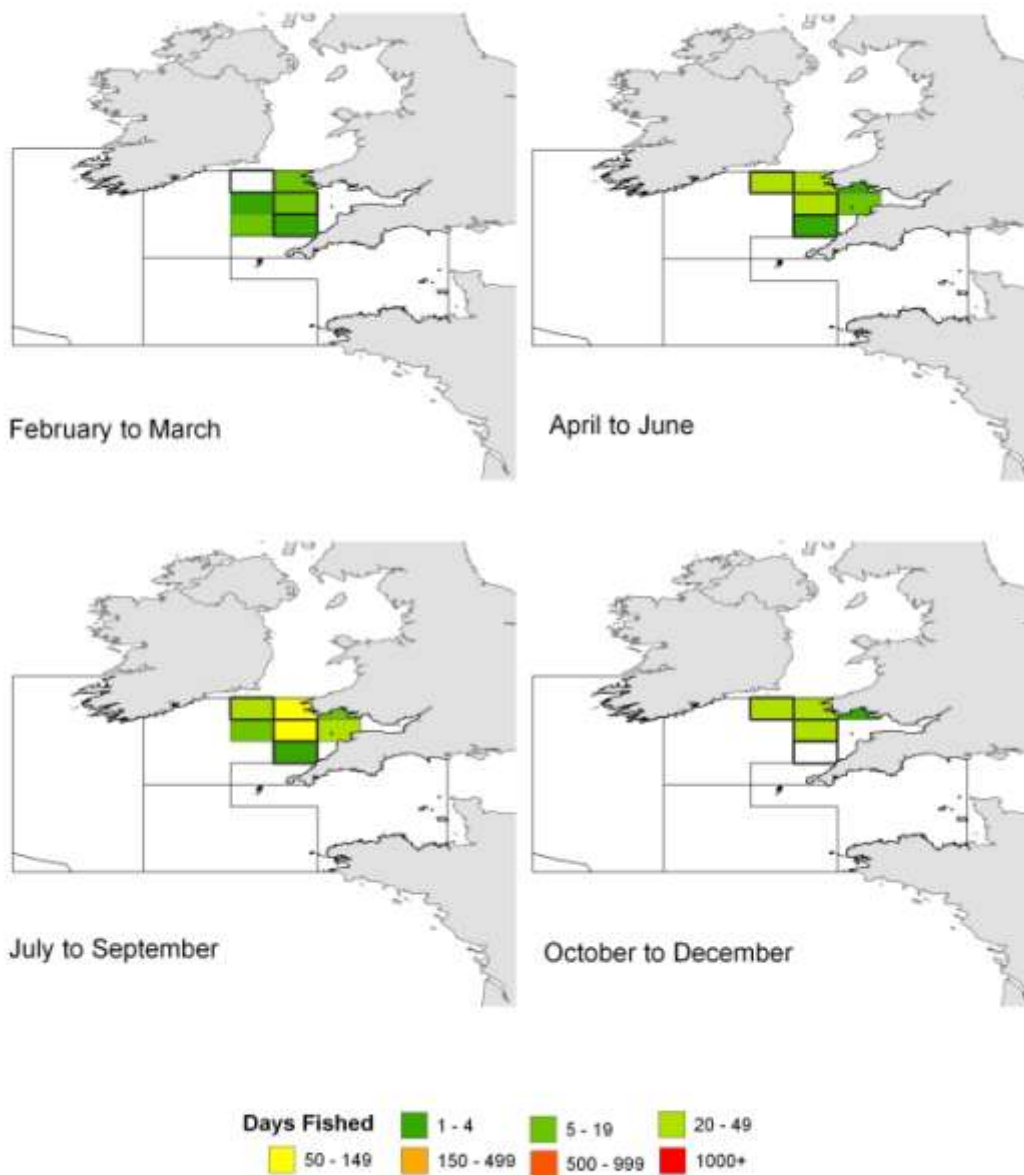 February to March
April to June
July to September
October to December
Days Fished 1 - 4 5 - 19 20 - 49
50 - 149 150 - 499 500 - 999 1000+